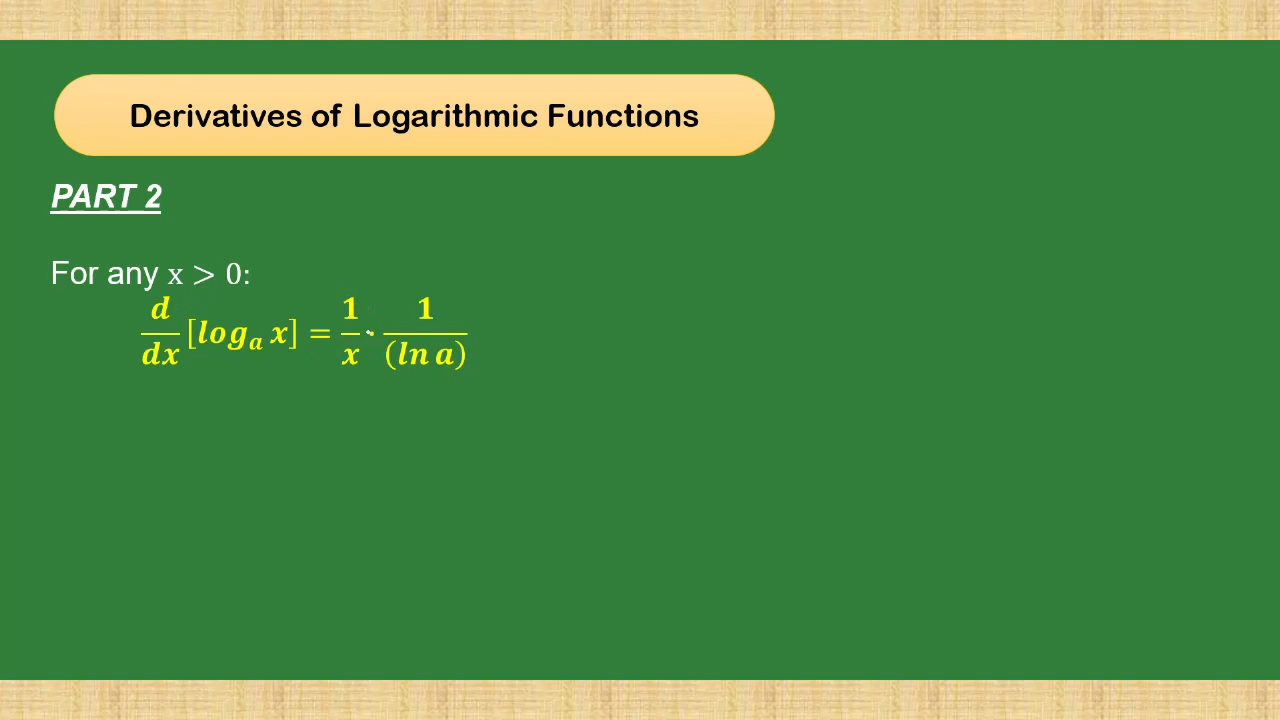 Derivatives of Logarithmic Functions
PART 2
For any x > 0:
d/dx [log_a x] = 1/x · 1/(ln a)